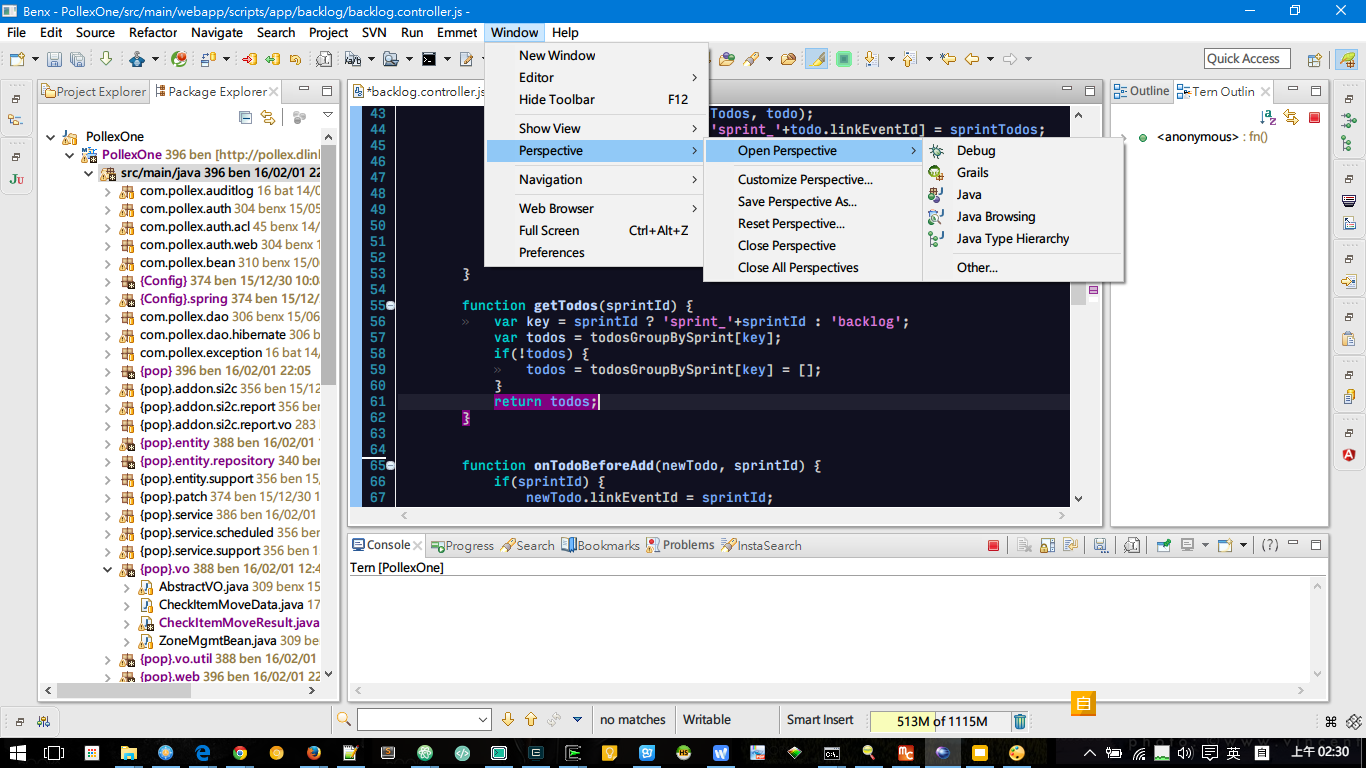 Benx - PollexOne/src/main/webapp/scripts/app/backlog/backlog.controller.js -
File Edit Source Refactor Navigate Search Project SVN Run Emmet Window Help
Quick Access
New Window
Editor
Hide Toolbar F12
Show View
Perspective
Navigation
Web Browser
Full Screen Ctrl+Alt+Z
Preferences
Open Perspective
Customize Perspective...
Save Perspective As...
Reset Perspective...
Close Perspective
Close All Perspectives
Debug
Grails
Java
Java Browsing
Java Type Hierarchy
Other...
Project Explorer Package Explorer
PollexOne
PollexOne 396 ben [http://pollex.dlink
src/main/java 396 ben 16/02/01 22
com.pollex.auditlog 16 bat 14/0
com.pollex.auth 304 benx 15/05
com.pollex.auth.acl 45 benx 14/
com.pollex.auth.web 304 benx 1
com.pollex.bean 310 benx 15/0
{Config} 374 ben 15/12/30 10:0
{Config}.spring 374 ben 15/12/
com.pollex.dao 306 benx 15/06
com.pollex.dao.hibernate 306 b
com.pollex.exception 16 bat 14/
{pop} 396 ben 16/02/01 22:05
{pop}.addon.si2c 356 ben 15/12
{pop}.addon.si2c.report 356 ben
{pop}.addon.si2c.report.vo 283
{pop}.entity 388 ben 16/02/01 1
{pop}.entity.repository 340 ben
{pop}.entity.support 356 ben 15,
{pop}.patch 374 ben 15/12/30 1
{pop}.service 386 ben 16/02/01
{pop}.service.scheduled 356 ben
{pop}.service.support 356 ben 1
{pop}.vo 388 ben 16/02/01 12:4
AbstractVO.java 309 benx 15
CheckItemMoveData.java 17
CheckItemMoveResult.java
ZoneMgmtBean.java 309 be
{pop}.vo.util 388 ben 16/02/01
{pop}.web 396 ben 16/02/01 22
*backlog.controller.js
43 Todos, todo);
44 'sprint_'+todo.linkEventId] = sprintTodos;
45
46
47
48
49
50
51
52
53 }
54
55 function getTodos(sprintId) {
56 » var key = sprintId ? 'sprint_'+sprintId : 'backlog';
57 var todos = todosGroupBySprint[key];
58 if(!todos) {
59 » todos = todosGroupBySprint[key] = [];
60 }
61 return todos;
62 }
63
64
65 function onTodoBeforeAdd(newTodo, sprintId) {
66 if(sprintId) {
67 newTodo.linkEventId = sprintId;
Outline Tern Outlin
<anonymous> : fn()
Console Progress Search Bookmarks Problems InstaSearch
Tern [PollexOne]
自
no matches Writable Smart Insert 513M of 1115M
英 自 上午 02:30